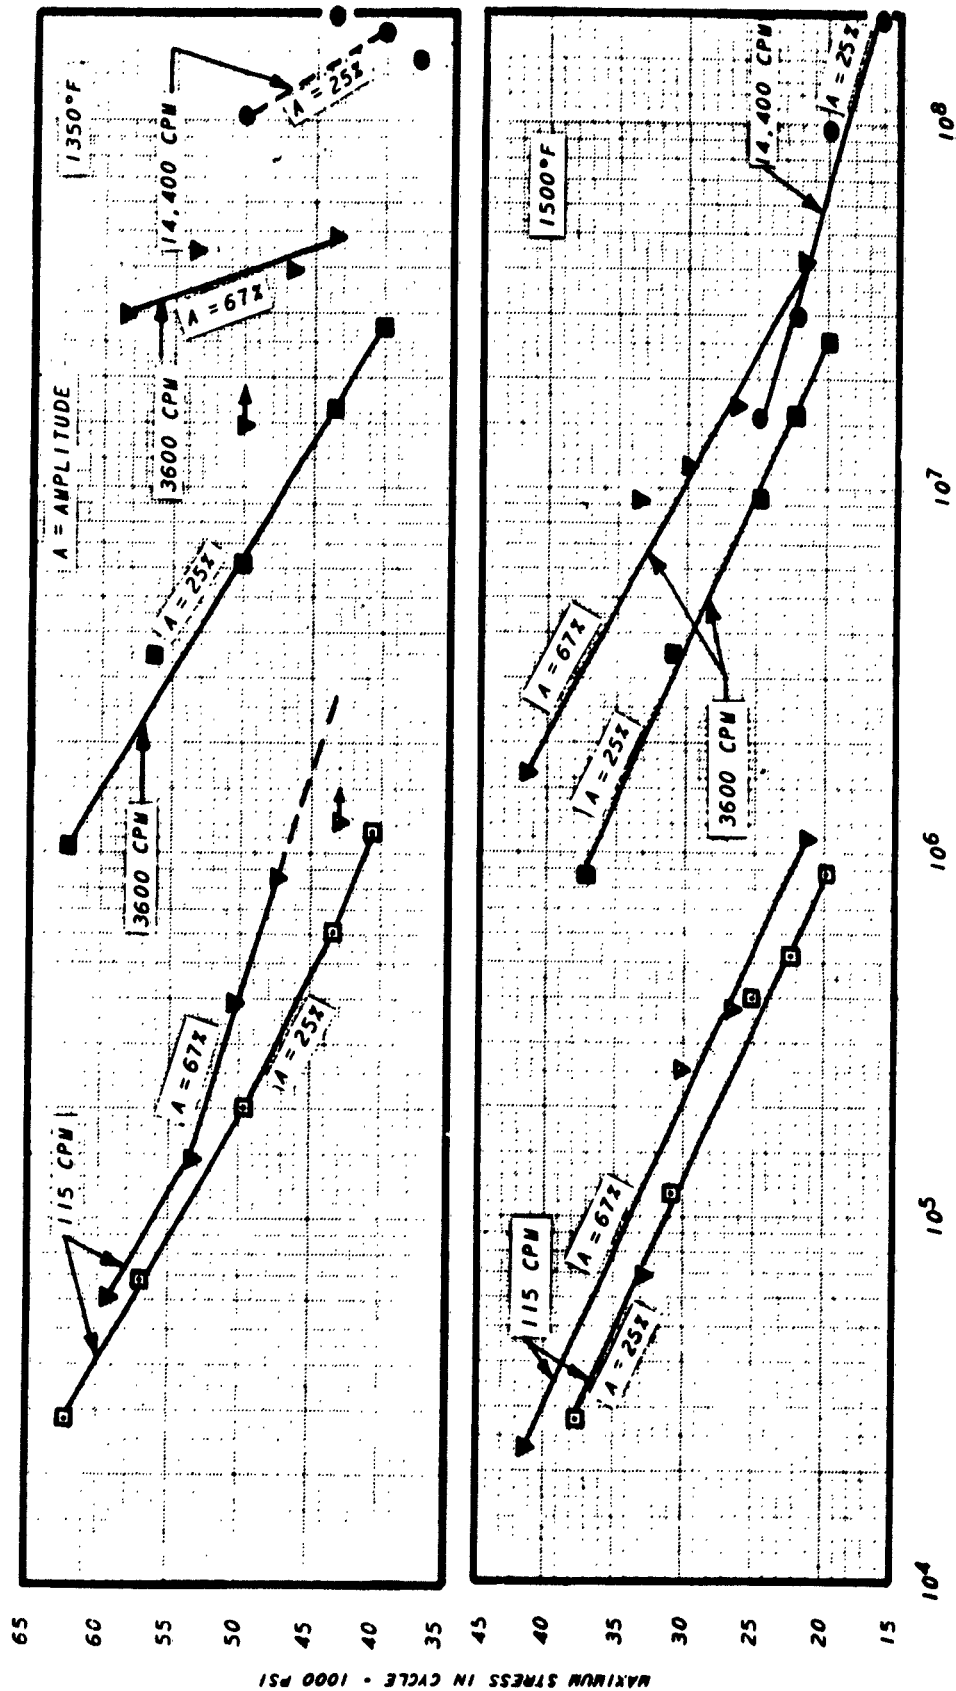 1350°F
A = AMPLITUDE
115 CPM
A = 67%
A = 25%
3600 CPM
A = 25%
3600 CPM
A = 67%
14,400 CPM
A = 25%
65
60
55
50
45
40
35
1500°F
115 CPM
A = 67%
A = 25%
3600 CPM
A = 67%
A = 25%
14,400 CPM
A = 25%
45
40
35
30
25
20
15
10⁴
10⁵
10⁶
10⁷
10⁸
MAXIMUM STRESS IN CYCLE - 1000 PSI